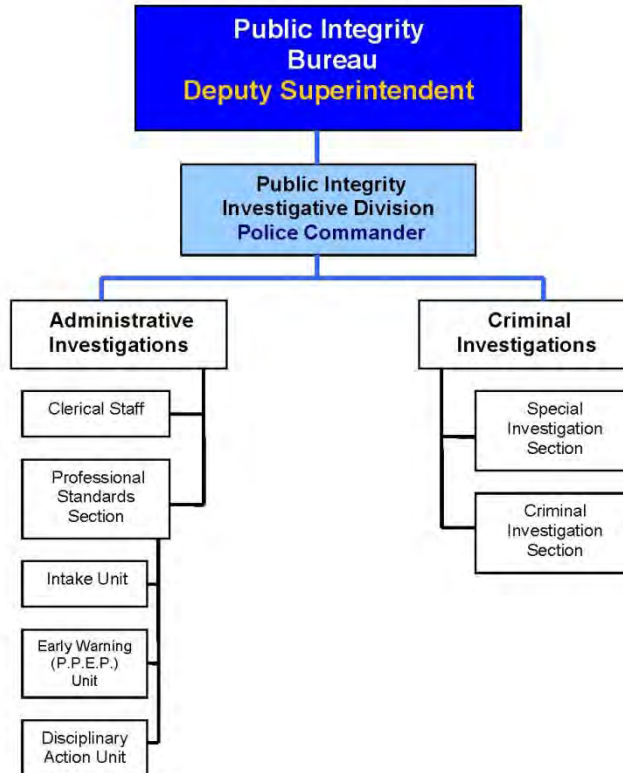 Public Integrity
Bureau
Deputy Superintendent
Public Integrity
Investigative Division
Police Commander
Administrative
Investigations
Clerical Staff
Professional
Standards
Section
Intake Unit
Early Warning
(P.P.E.P.)
Unit
Disciplinary
Action Unit
Criminal
Investigations
Special
Investigation
Section
Criminal
Investigation
Section